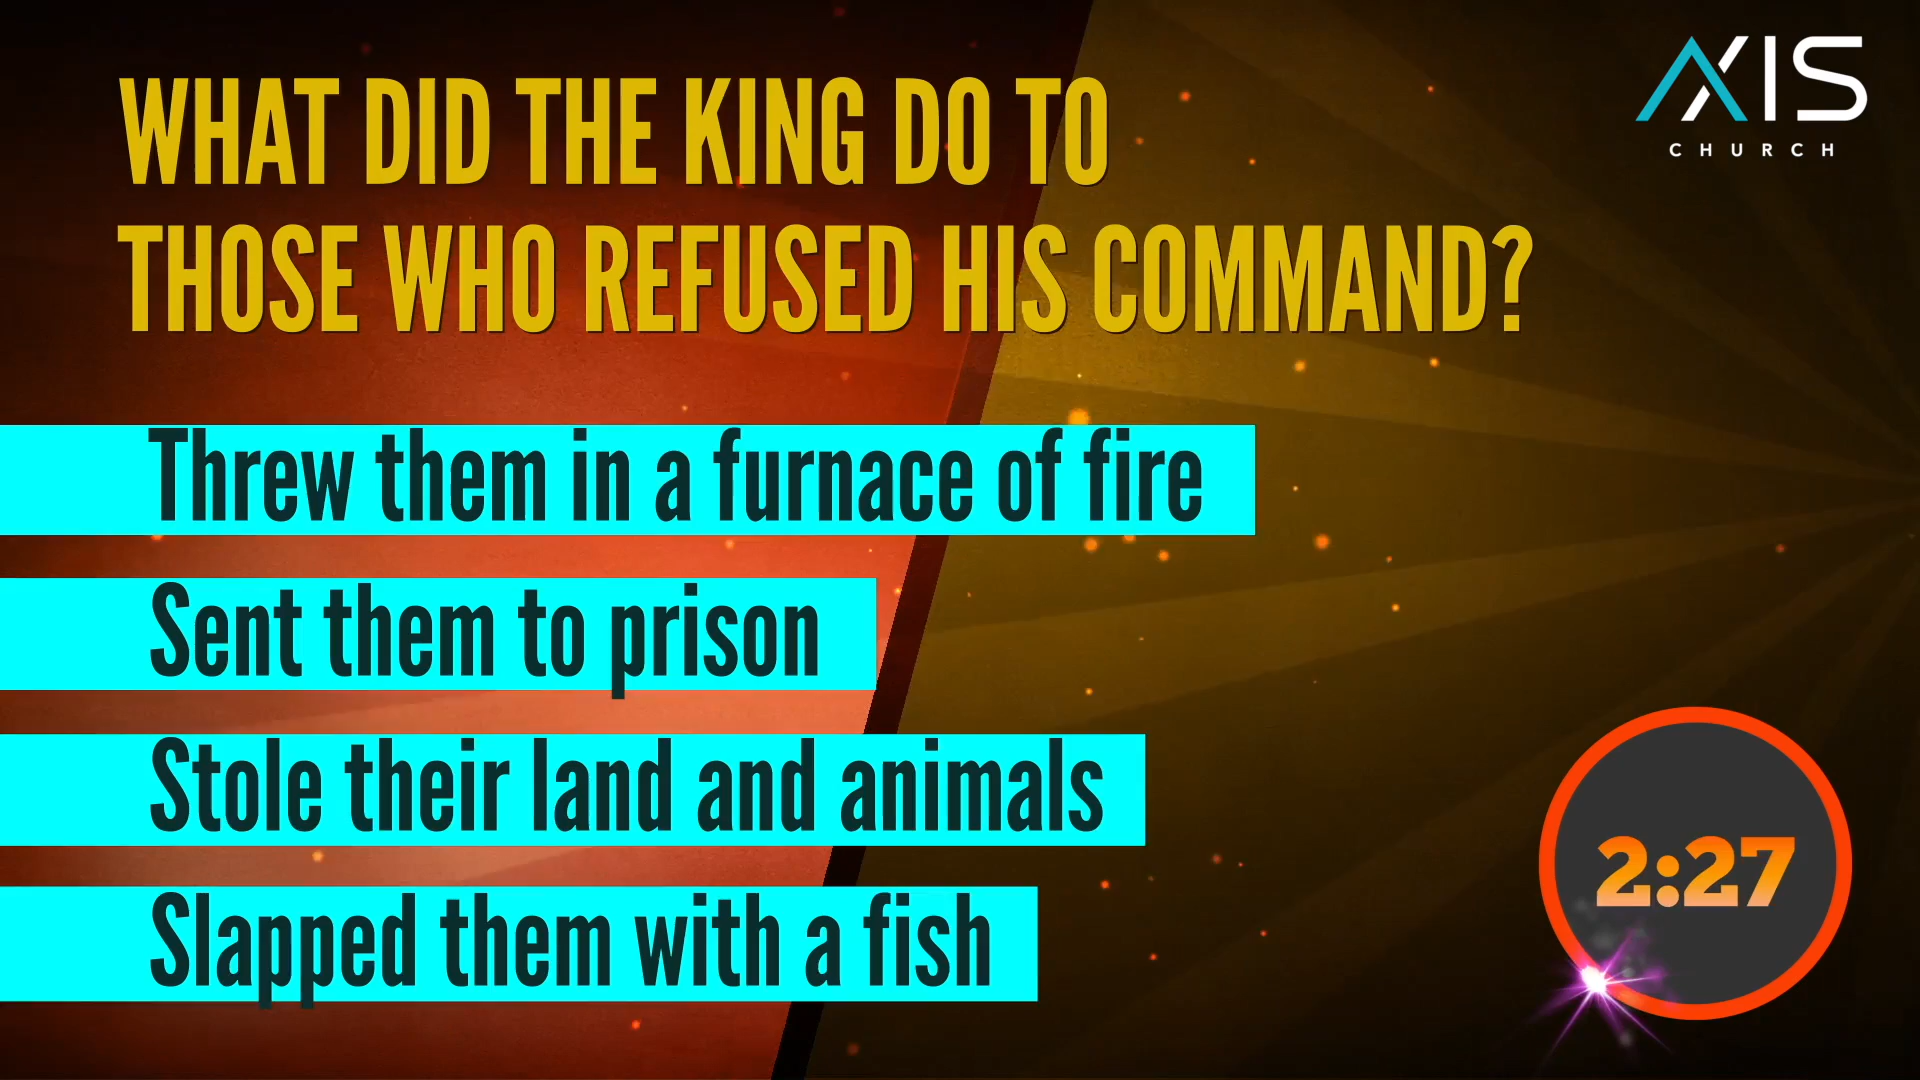 AXIS
CHURCH
WHAT DID THE KING DO TO
THOSE WHO REFUSED HIS COMMAND?
Threw them in a furnace of fire
Sent them to prison
Stole their land and animals
Slapped them with a fish
2:27